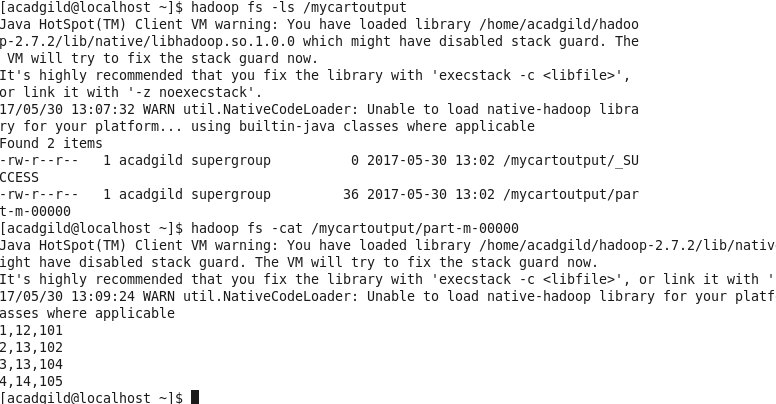 [acadgild@localhost ~]$ hadoop fs -ls /mycartoutput
Java HotSpot(TM) Client VM warning: You have loaded library /home/acadgild/hadoo
p-2.7.2/lib/native/libhadoop.so.1.0.0 which might have disabled stack guard. The
 VM will try to fix the stack guard now.
It's highly recommended that you fix the library with 'execstack -c <libfile>',
or link it with '-z noexecstack'.
17/05/30 13:07:32 WARN util.NativeCodeLoader: Unable to load native-hadoop libra
ry for your platform... using builtin-java classes where applicable
Found 2 items
-rw-r--r--   1 acadgild supergroup          0 2017-05-30 13:02 /mycartoutput/_SU
CCESS
-rw-r--r--   1 acadgild supergroup         36 2017-05-30 13:02 /mycartoutput/par
t-m-00000
[acadgild@localhost ~]$ hadoop fs -cat /mycartoutput/part-m-00000
Java HotSpot(TM) Client VM warning: You have loaded library /home/acadgild/hadoop-2.7.2/lib/nativ
ight have disabled stack guard. The VM will try to fix the stack guard now.
It's highly recommended that you fix the library with 'execstack -c <libfile>', or link it with '
17/05/30 13:09:24 WARN util.NativeCodeLoader: Unable to load native-hadoop library for your platf
asses where applicable
1,12,101
2,13,102
3,13,104
4,14,105
[acadgild@localhost ~]$